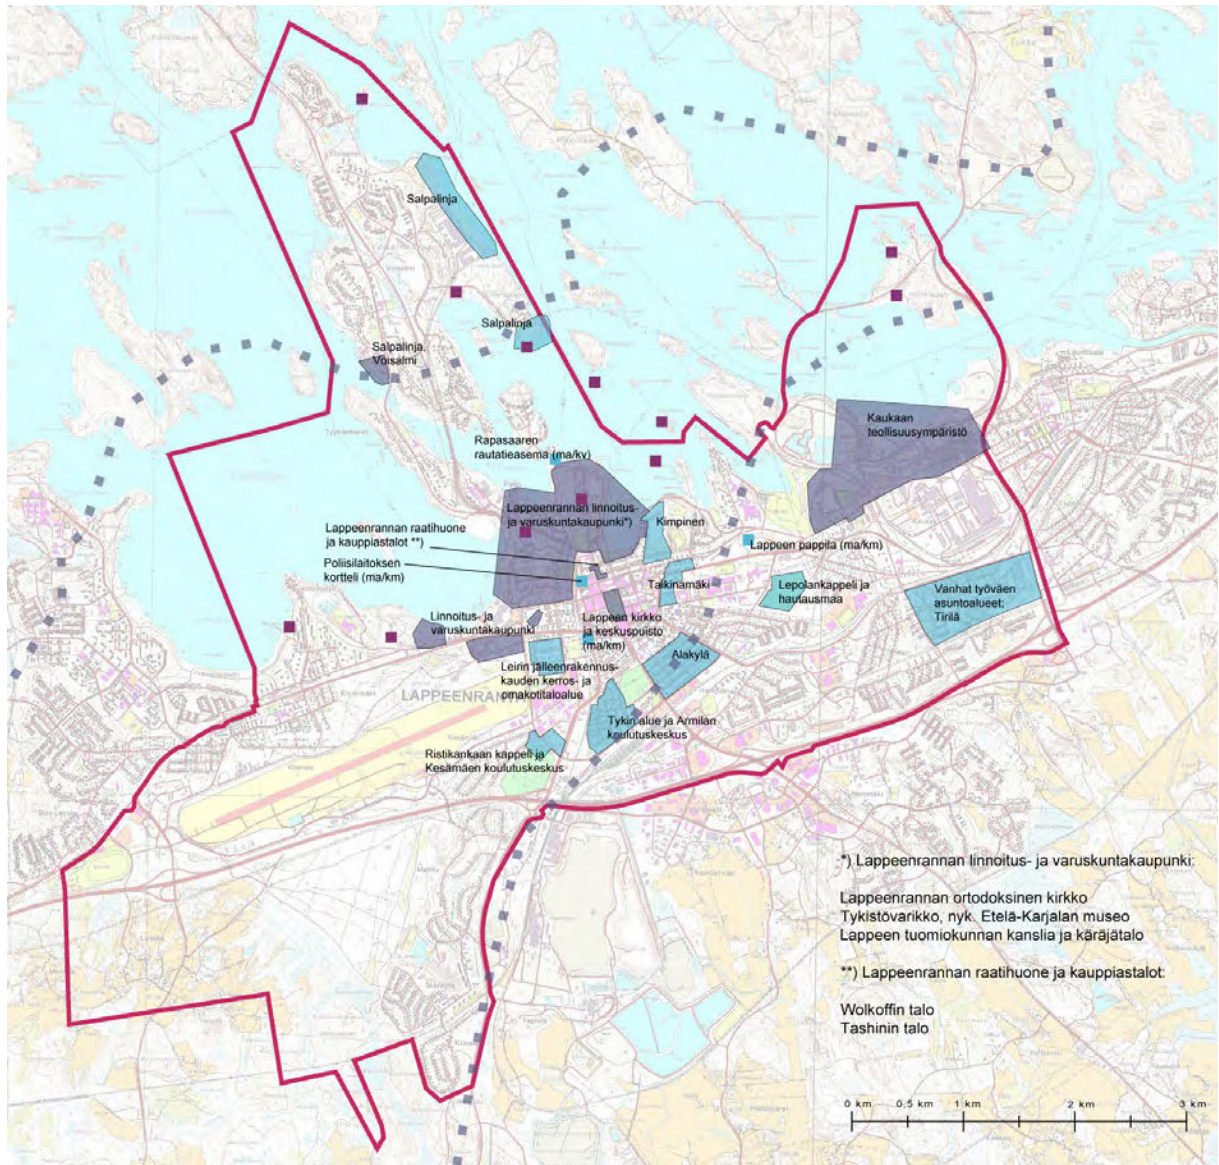 Salpalinja
Salpalinja
Salpalinja,
Voisalmi
Kaukaan
teollisuusympäristö
Rapasaaren
rautatieasema (ma/kv)
Lappeenrannan linnoitus-
ja varuskuntakaupunki*)
Kimpinen
Lappeenrannan raatihuone
ja kauppiastalot **)
Lappeen pappila (ma/km)
Poliisilaitoksen
kortteli (ma/km)
Taikinamäki
Lepolankappeli ja
hautausmaa
Vanhat työväen
asuntoalueet;
Tirilä
Linnoitus- ja
varuskuntakaupunki
Lappeen kirkko
ja keskuspuisto
(ma/km)
Alakylä
Leirin jälleenrakennus-
kauden kerros- ja
omakotitaloalue
LAPPEENRANTA
Tykin alue ja Armilan
koulutuskeskus
Ristikankaan kappeli ja
Kesämäen koulutuskeskus
*) Lappeenrannan linnoitus- ja varuskuntakaupunki:
Lappeenrannan ortodoksinen kirkko
Tykistövarikko, nyk. Etelä-Karjalan museo
Lappeen tuomiokunnan kanslia ja käräjätalo
**) Lappeenrannan raatihuone ja kauppiastalot:
Wolkoffin talo
Tashinin talo
0 km 0,5 km 1 km 2 km 3 km